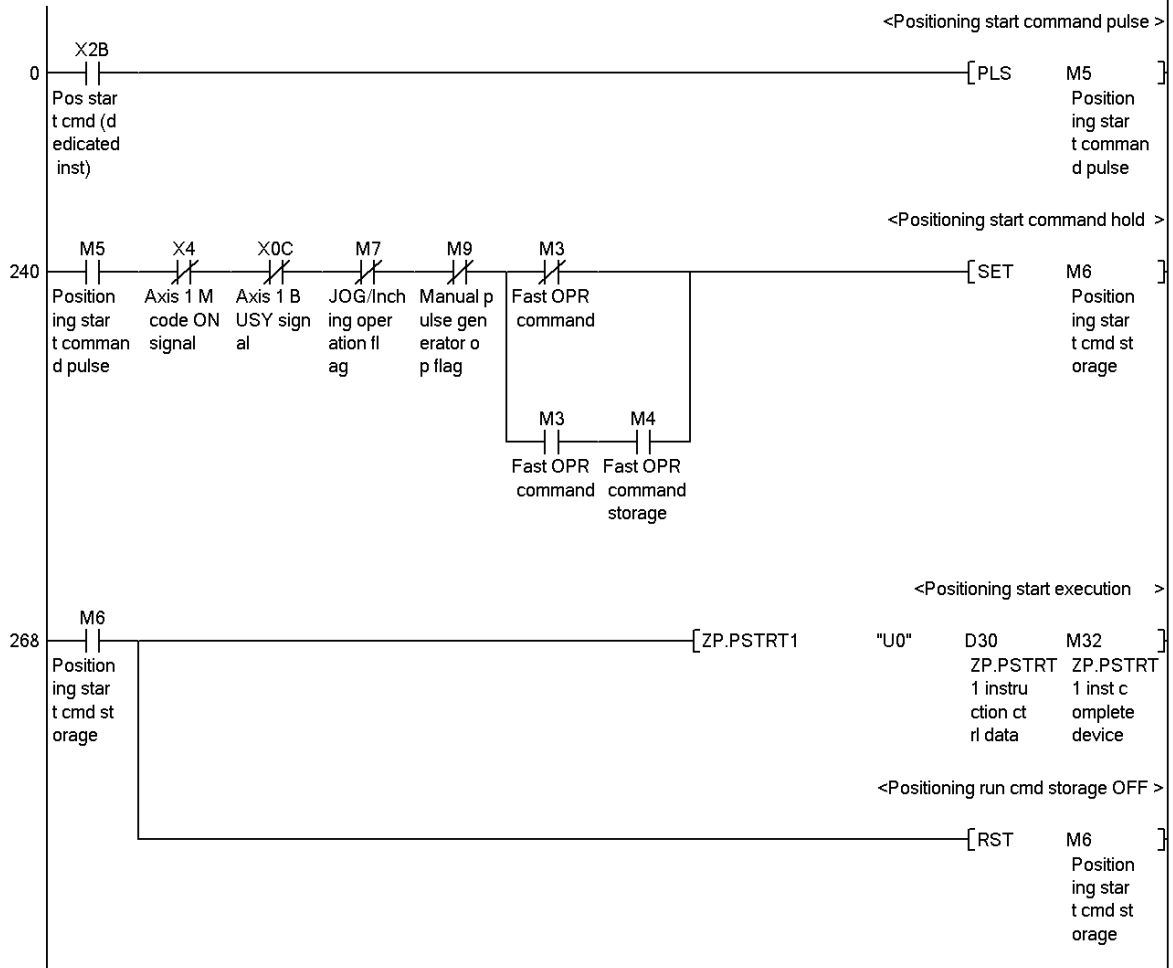 <Positioning start command pulse >
X2B
0
[PLS M5 ]
Pos star
t cmd (d
edicated
inst)
Position
ing star
t comman
d pulse
<Positioning start command hold >
M5 X4 X0C M7 M9 M3
240
[SET M6 ]
Position
ing star
t comman
d pulse
Axis 1 M
code ON
signal
Axis 1 B
USY sign
al
JOG/Inch
ing oper
ation fl
ag
Manual p
ulse gen
erator o
p flag
Fast OPR
command
Position
ing star
t cmd st
orage
M3 M4
Fast OPR
command
Fast OPR
command
storage
<Positioning start execution >
M6
268
[ZP.PSTRT1 "U0" D30 M32 ]
Position
ing star
t cmd st
orage
ZP.PSTRT
1 instru
ction ct
rl data
ZP.PSTRT
1 inst c
omplete
device
<Positioning run cmd storage OFF >
[RST M6 ]
Position
ing star
t cmd st
orage